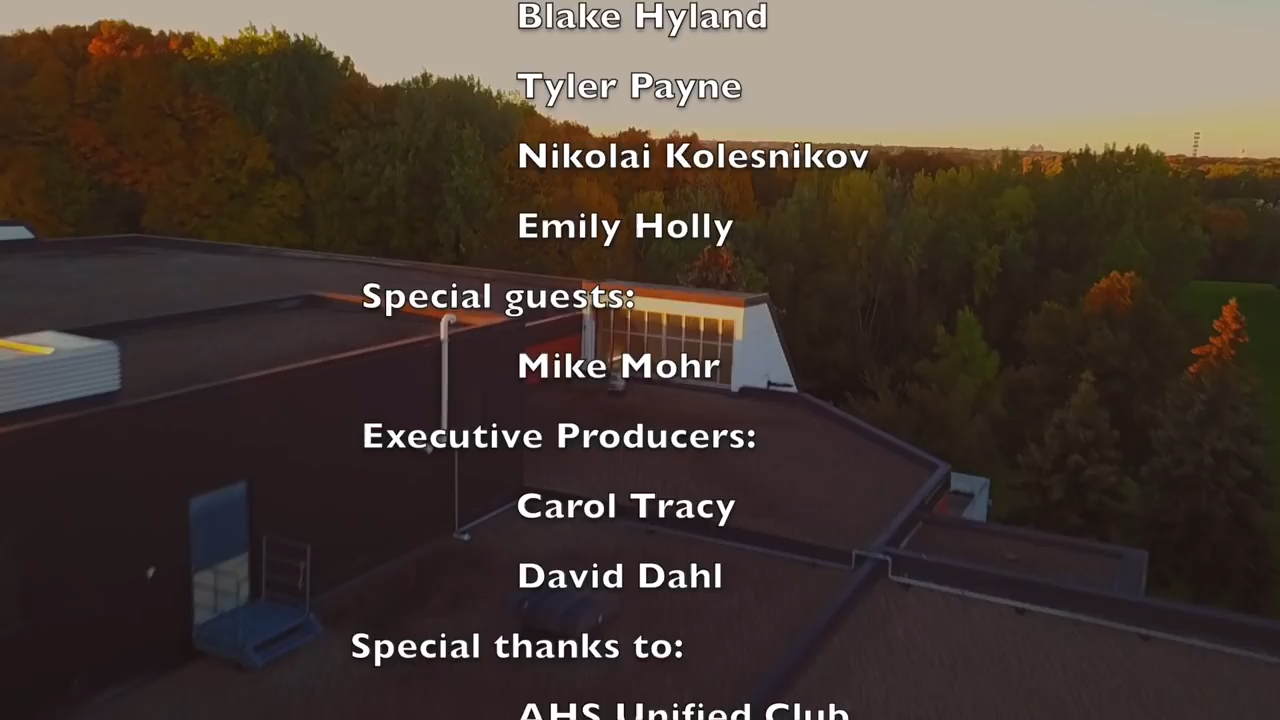 Blake Hyland
Tyler Payne
Nikolai Kolesnikov
Emily Holly
Special guests:
Mike Mohr
Executive Producers:
Carol Tracy
David Dahl
Special thanks to:
AHS Unified Club